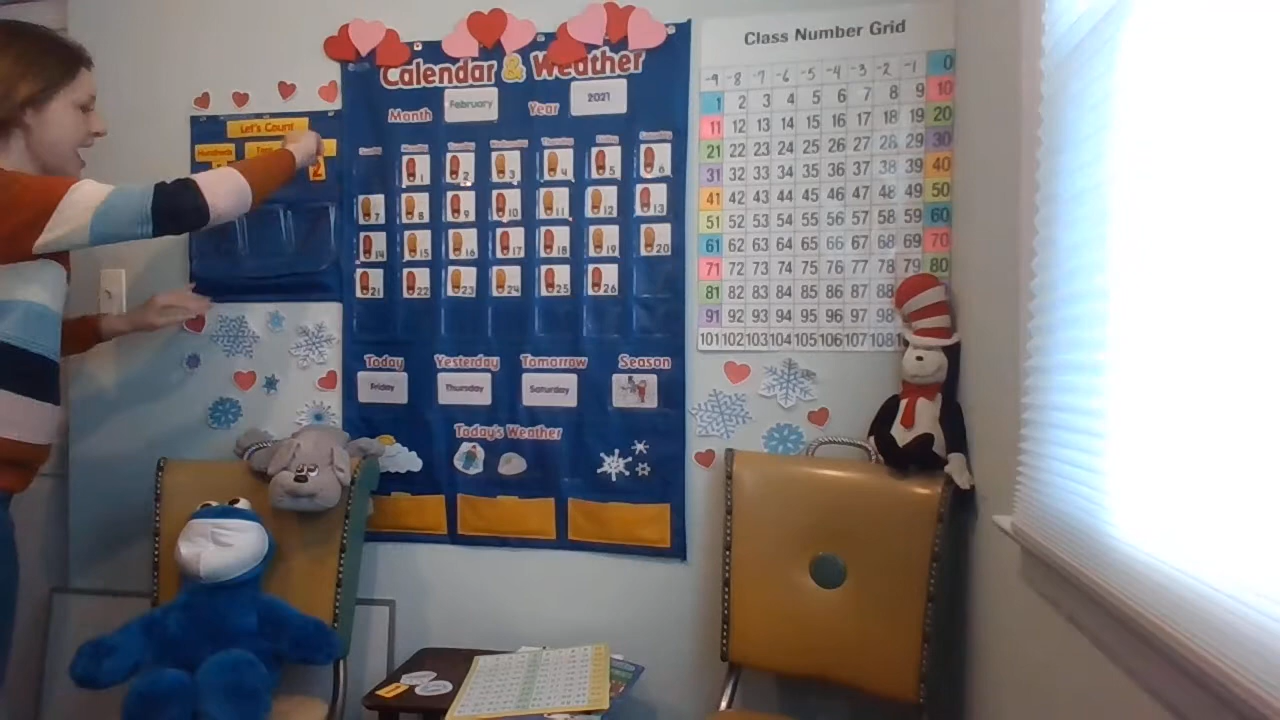 Calendar & Weather
Month February Year 2021
Let's Count
Hundreds Tens
2
1 2 3 4 5 6
7 8 9 10 11 12 13
14 15 16 17 18 19 20
21 22 23 24 25 26
Today Yesterday Tomorrow Season
Friday Thursday Saturday
Today's Weather
Class Number Grid
-9 -8 -7 -6 -5 -4 -3 -2 -1 0
1 2 3 4 5 6 7 8 9 10
11 12 13 14 15 16 17 18 19 20
21 22 23 24 25 26 27 28 29 30
31 32 33 34 35 36 37 38 39 40
41 42 43 44 45 46 47 48 49 50
51 52 53 54 55 56 57 58 59 60
61 62 63 64 65 66 67 68 69 70
71 72 73 74 75 76 77 78 79 80
81 82 83 84 85 86 87 88
91 92 93 94 95 96 97 98
101 102 103 104 105 106 107 108